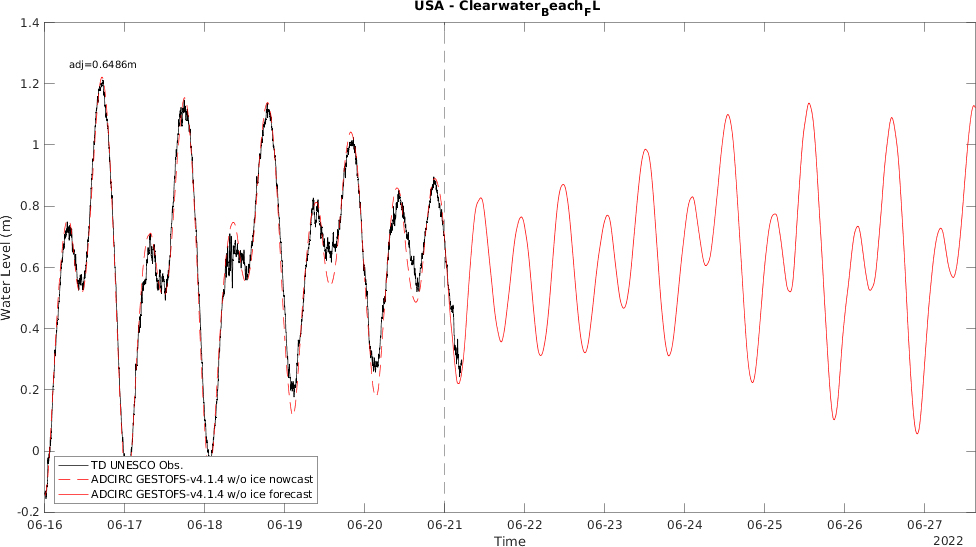 USA - Clearwater_Beach_FL
1.4
1.2
1
0.8
0.6
0.4
0.2
0
-0.2
Water Level (m)
adj=0.6486m
TD UNESCO Obs.
ADCIRC GESTOFS-v4.1.4 w/o ice nowcast
ADCIRC GESTOFS-v4.1.4 w/o ice forecast
06-16 06-17 06-18 06-19 06-20 06-21 06-22 06-23 06-24 06-25 06-26 06-27
Time
2022